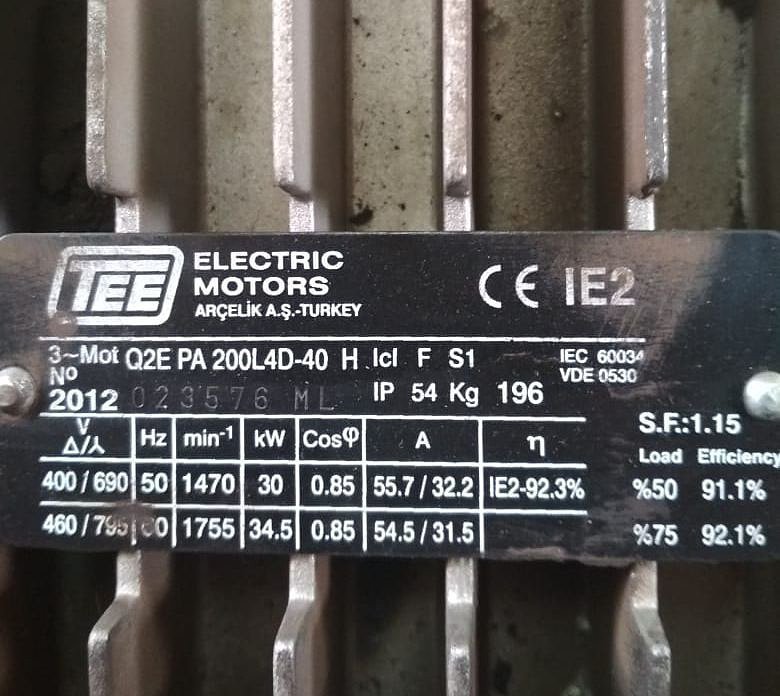 TEE
ELECTRIC
MOTORS
ARÇELİK A.Ş.-TURKEY
CE IE2
3~Mot Q2E PA 200L4D-40 H Icl F S1
No
2012 023576 ML IP 54 Kg 196
IEC 60034
VDE 0530
V Δ/⅄ Hz min-1 kW Cosφ A η
400 / 690 50 1470 30 0.85 55.7 / 32.2 IE2-92.3%
460 / 795 60 1755 34.5 0.85 54.5 / 31.5
S.F.:1.15
Load Efficiency
%50 91.1%
%75 92.1%